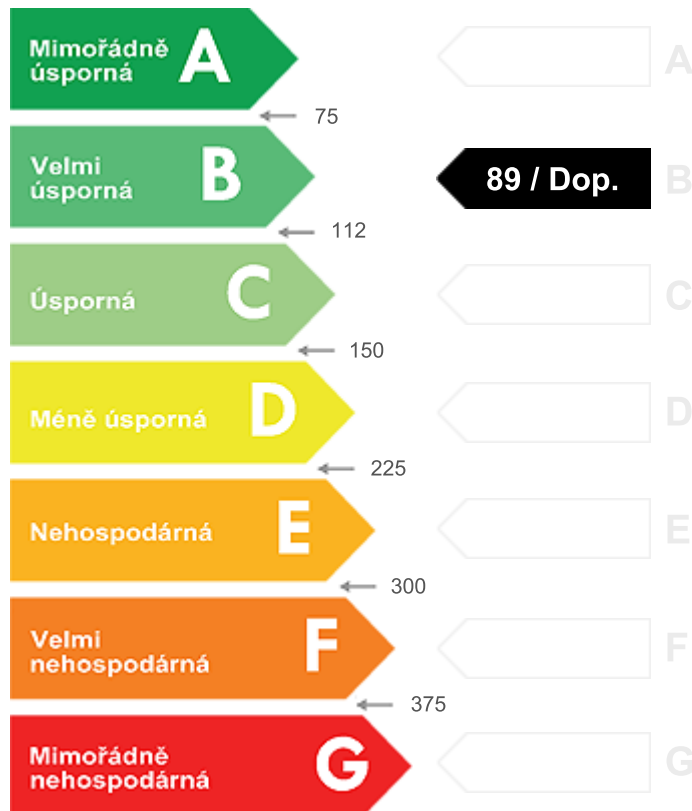 Mimořádně
úsporná
A
A
75
Velmi
úsporná
B
89 / Dop.
B
112
Úsporná
C
C
150
Méně úsporná
D
D
225
Nehospodárná
E
E
300
Velmi
nehospodárná
F
F
375
Mimořádně
nehospodárná
G
G